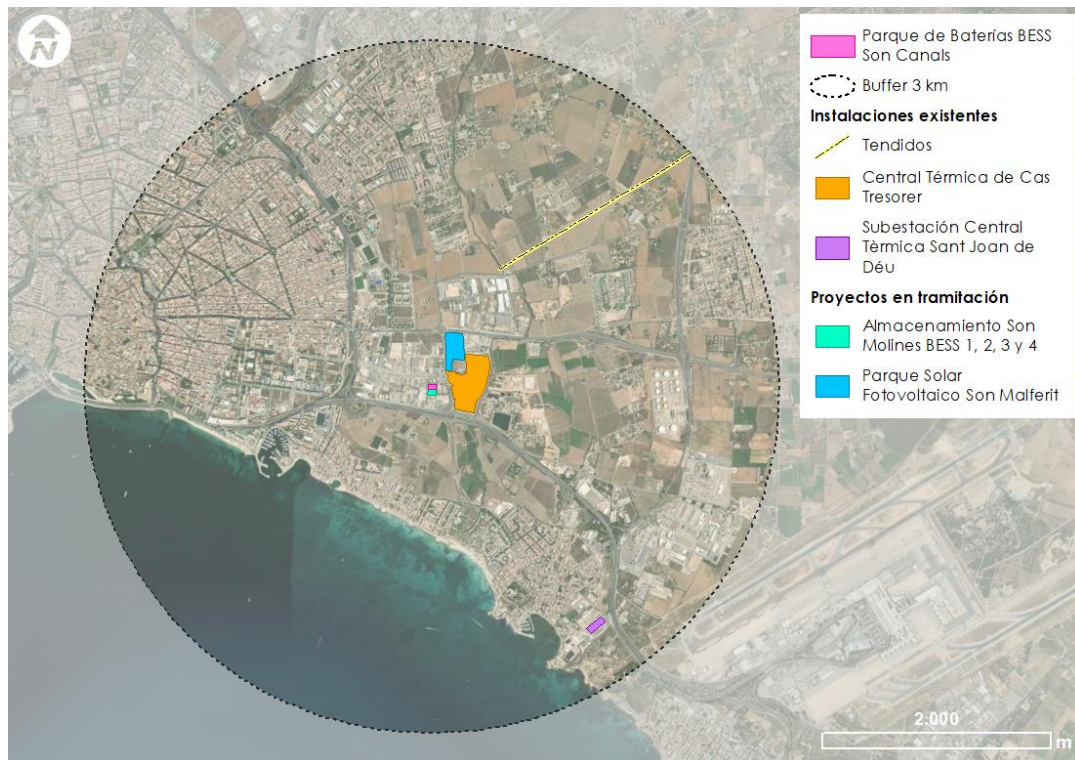 N
Parque de Baterías BESS
Son Canals
Buffer 3 km
Instalaciones existentes
Tendidos
Central Térmica de Cas
Tresorer
Subestación Central
Tèrmica Sant Joan de
Déu
Proyectos en tramitación
Almacenamiento Son
Molines BESS 1, 2, 3 y 4
Parque Solar
Fotovoltaico Son Malferit
2.000
m